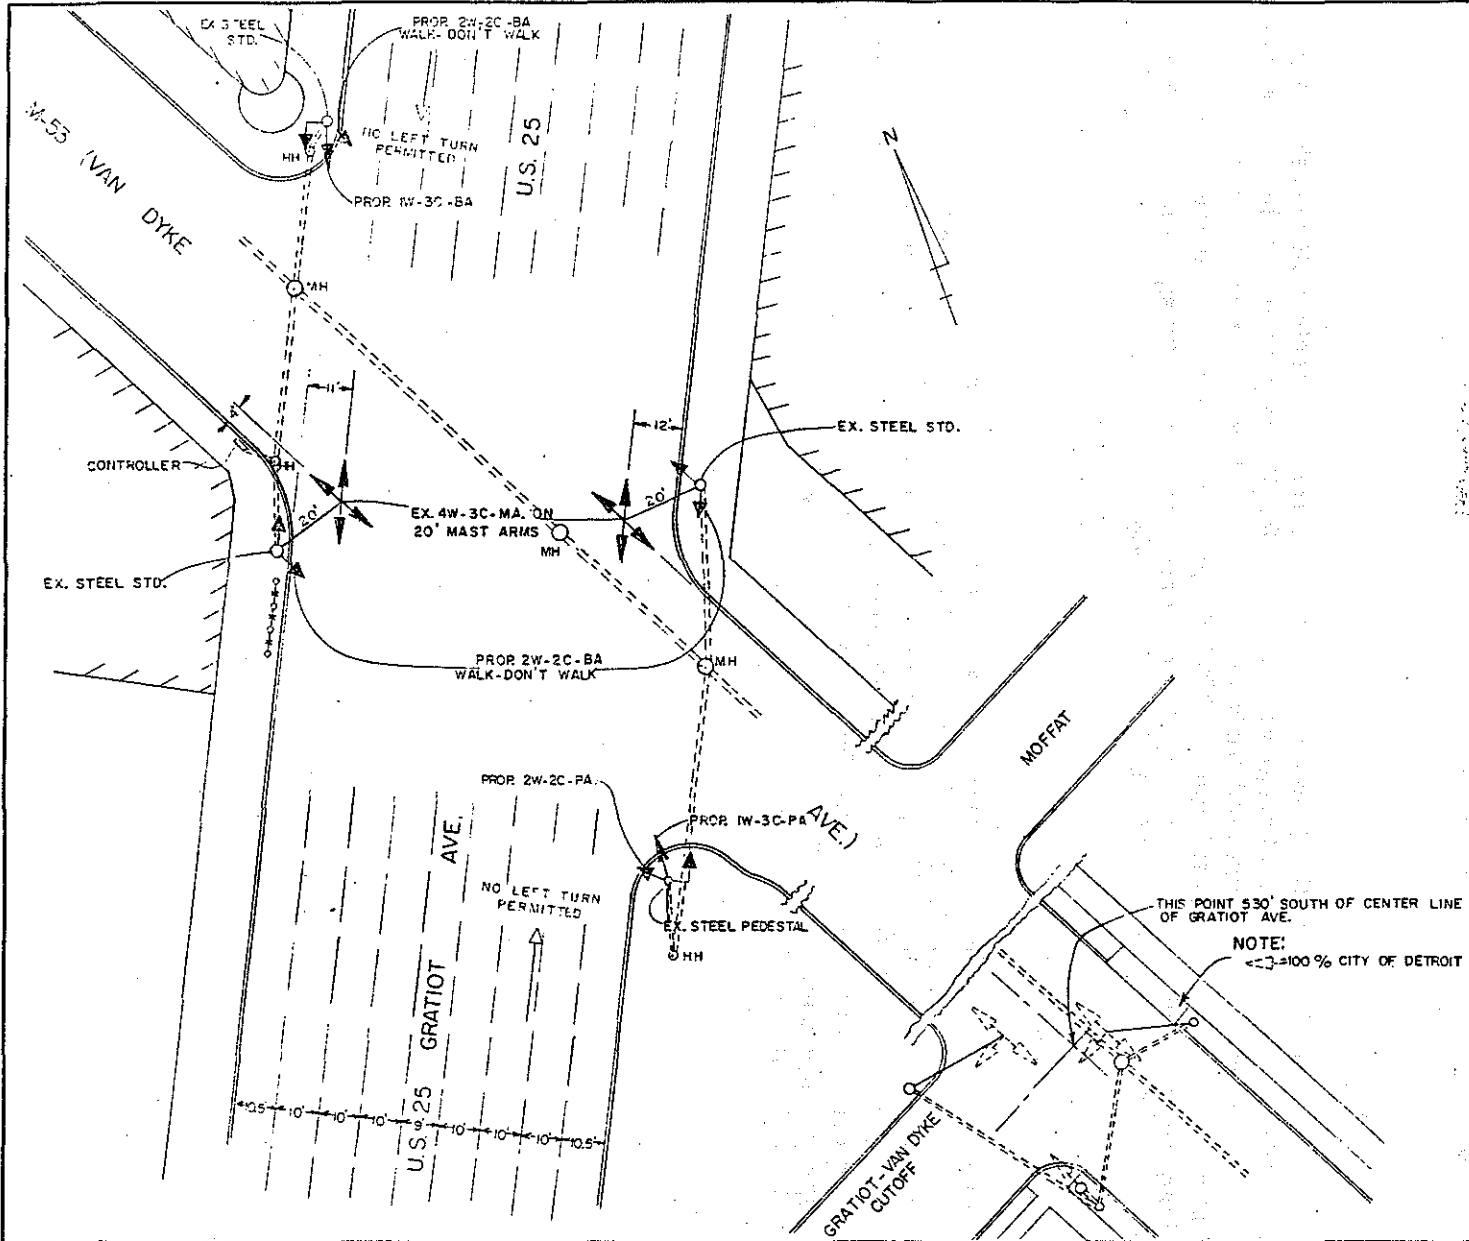 EX STEEL
STD.
PROP. 2W-2C-BA
WALK-DON'T WALK
M-53 (VAN DYKE
NO LEFT TURN
PERMITTED
U.S. 25
HH
PROP. 1W-3C-BA
N
MH
11'
4'
12'
CONTROLLER
H
20'
EX. 4W-3C-MA. ON
20' MAST ARMS
20'
EX. STEEL STD.
MH
EX. STEEL STD.
PROP. 2W-2C-BA
WALK-DON'T WALK
MH
MOFFAT
PROP. 2W-2C-PA.
PROP. 1W-3C-PA
AVE.)
NO LEFT TURN
PERMITTED
EX. STEEL PEDESTAL
HH
U.S. 25 GRATIOT AVE.
THIS POINT 530' SOUTH OF CENTER LINE
OF GRATIOT AVE.
NOTE:
=100% CITY OF DETROIT
10.5' 10' 10' 10' 9' 10' 10' 10' 10.5'
GRATIOT-VAN DYKE
CUTOFF